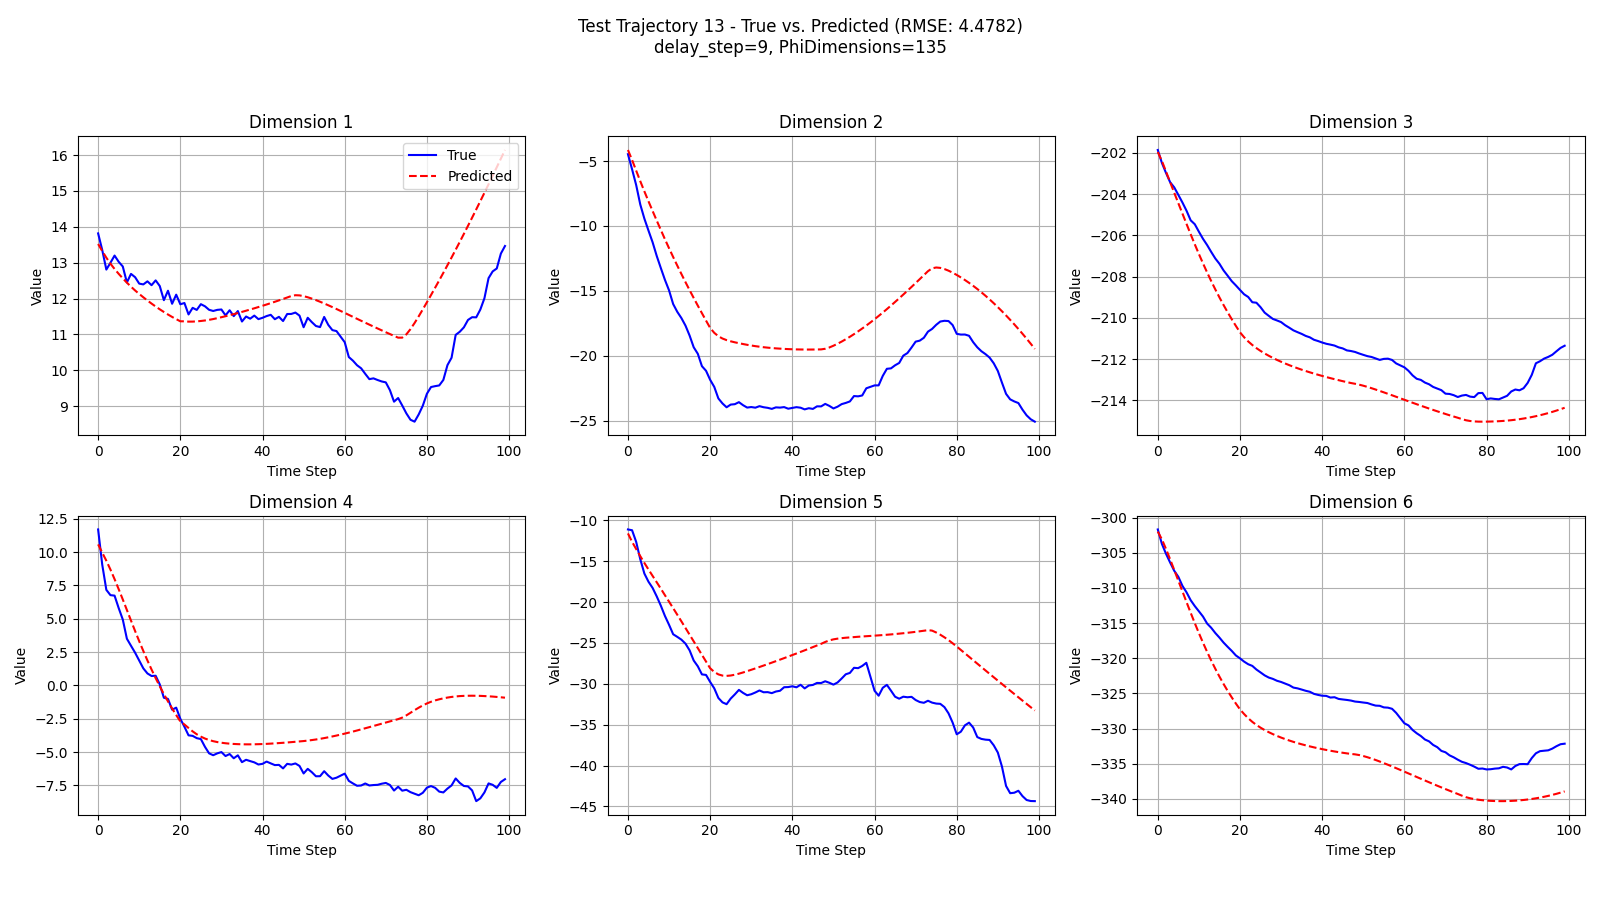 Test Trajectory 13 - True vs. Predicted (RMSE: 4.4782)
delay_step=9, PhiDimensions=135
Dimension 1
16
15
14
13
12
11
10
9
Value
0 20 40 60 80 100
Time Step
True
Predicted
Dimension 2
−5
−10
−15
−20
−25
Value
0 20 40 60 80 100
Time Step
Dimension 3
−202
−204
−206
−208
−210
−212
−214
Value
0 20 40 60 80 100
Time Step
Dimension 4
12.5
10.0
7.5
5.0
2.5
0.0
−2.5
−5.0
−7.5
Value
0 20 40 60 80 100
Time Step
Dimension 5
−10
−15
−20
−25
−30
−35
−40
−45
Value
0 20 40 60 80 100
Time Step
Dimension 6
−300
−305
−310
−315
−320
−325
−330
−335
−340
Value
0 20 40 60 80 100
Time Step